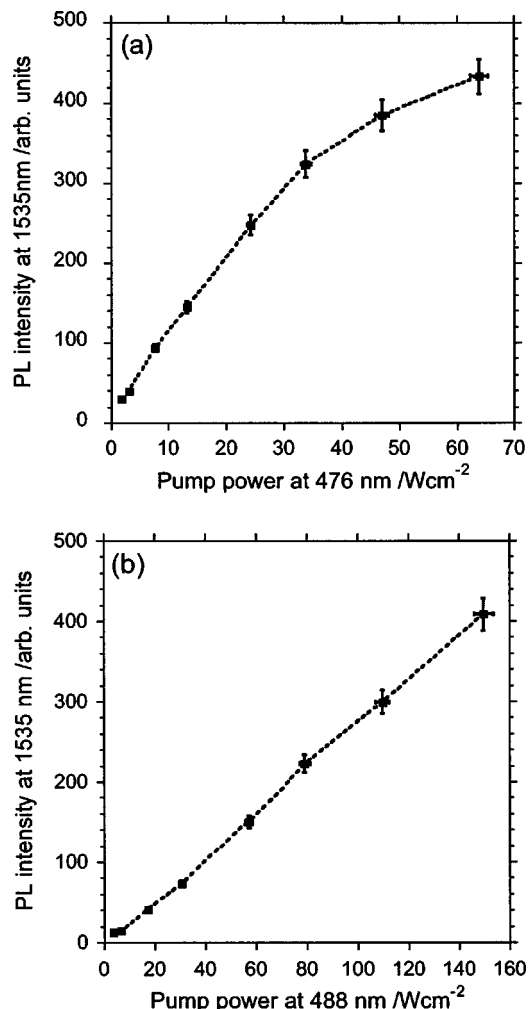 (a)
500
400
300
200
100
0
PL intensity at 1535nm /arb. units
0 10 20 30 40 50 60 70
Pump power at 476 nm /Wcm-2
(b)
500
400
300
200
100
0
PL intensity at 1535 nm /arb. units
0 20 40 60 80 100 120 140 160
Pump power at 488 nm /Wcm-2